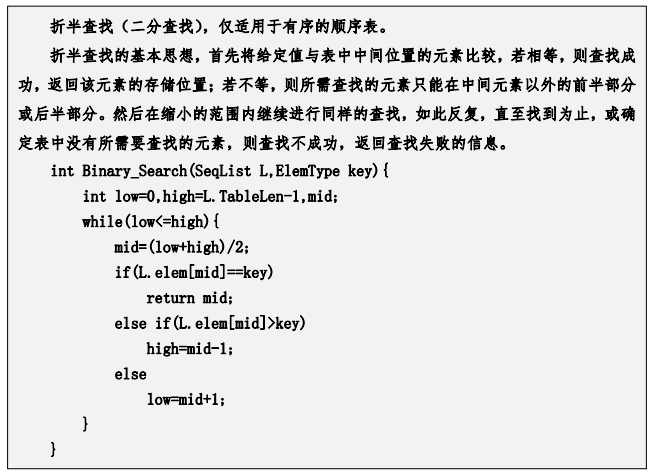 折半查找（二分查找），仅适用于有序的顺序表。
折半查找的基本思想，首先将给定值与表中中间位置的元素比较，若相等，则查找成
功，返回该元素的存储位置；若不等，则所需查找的元素只能在中间元素以外的前半部分
或后半部分。然后在缩小的范围内继续进行同样的查找，如此反复，直至找到为止，或确
定表中没有所需要查找的元素，则查找不成功，返回查找失败的信息。
int Binary_Search(SeqList L,ElemType key){
int low=0,high=L.TableLen-1,mid;
while(low<=high){
mid=(low+high)/2;
if(L.elem[mid]==key)
return mid;
else if(L.elem[mid]>key)
high=mid-1;
else
low=mid+1;
}
}